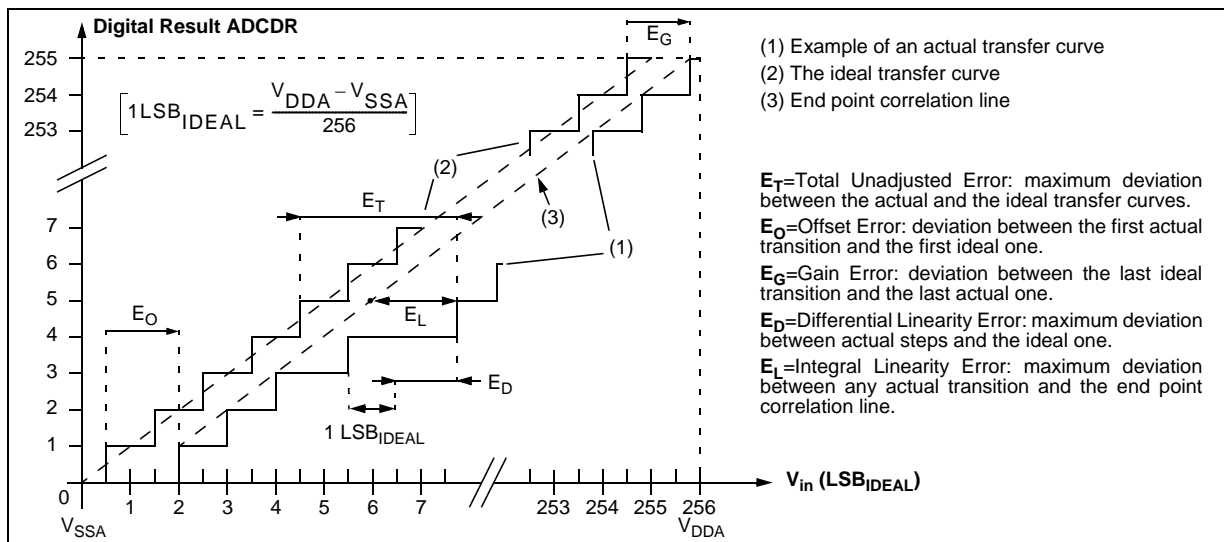 Digital Result ADCDR
E_G
255
254
253
1LSB_IDEAL = (V_DDA – V_SSA) / 256
(2)
(3)
(1)
E_T
7
6
5
4
3
2
1
0
E_O
E_L
E_D
1 LSB_IDEAL
1 2 3 4 5 6 7 253 254 255 256
V_in (LSB_IDEAL)
V_SSA
V_DDA
(1) Example of an actual transfer curve
(2) The ideal transfer curve
(3) End point correlation line
E_T=Total Unadjusted Error: maximum deviation
between the actual and the ideal transfer curves.
E_O=Offset Error: deviation between the first actual
transition and the first ideal one.
E_G=Gain Error: deviation between the last ideal
transition and the last actual one.
E_D=Differential Linearity Error: maximum deviation
between actual steps and the ideal one.
E_L=Integral Linearity Error: maximum deviation
between any actual transition and the end point
correlation line.